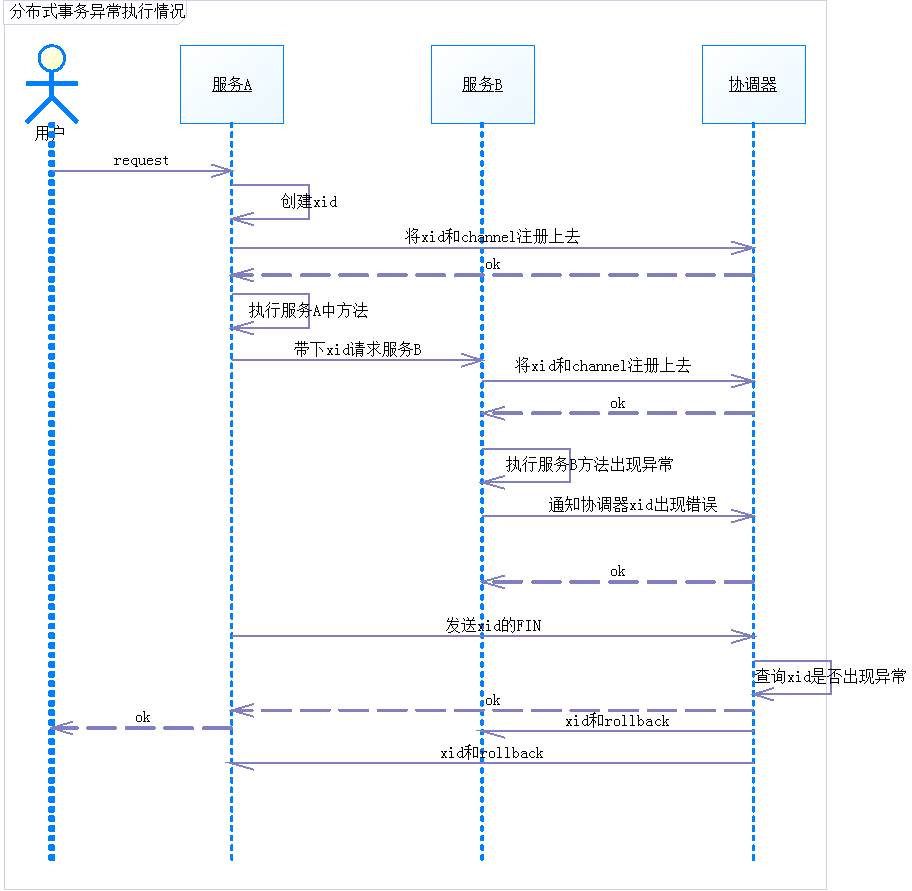 分布式事务异常执行情况
用户
服务A
服务B
协调器
request
创建xid
将xid和channel注册上去
ok
执行服务A中方法
带下xid请求服务B
将xid和channel注册上去
ok
执行服务B方法出现异常
通知协调器xid出现错误
ok
发送xid的FIN
查询xid是否出现异常
ok
ok
xid和rollback
xid和rollback